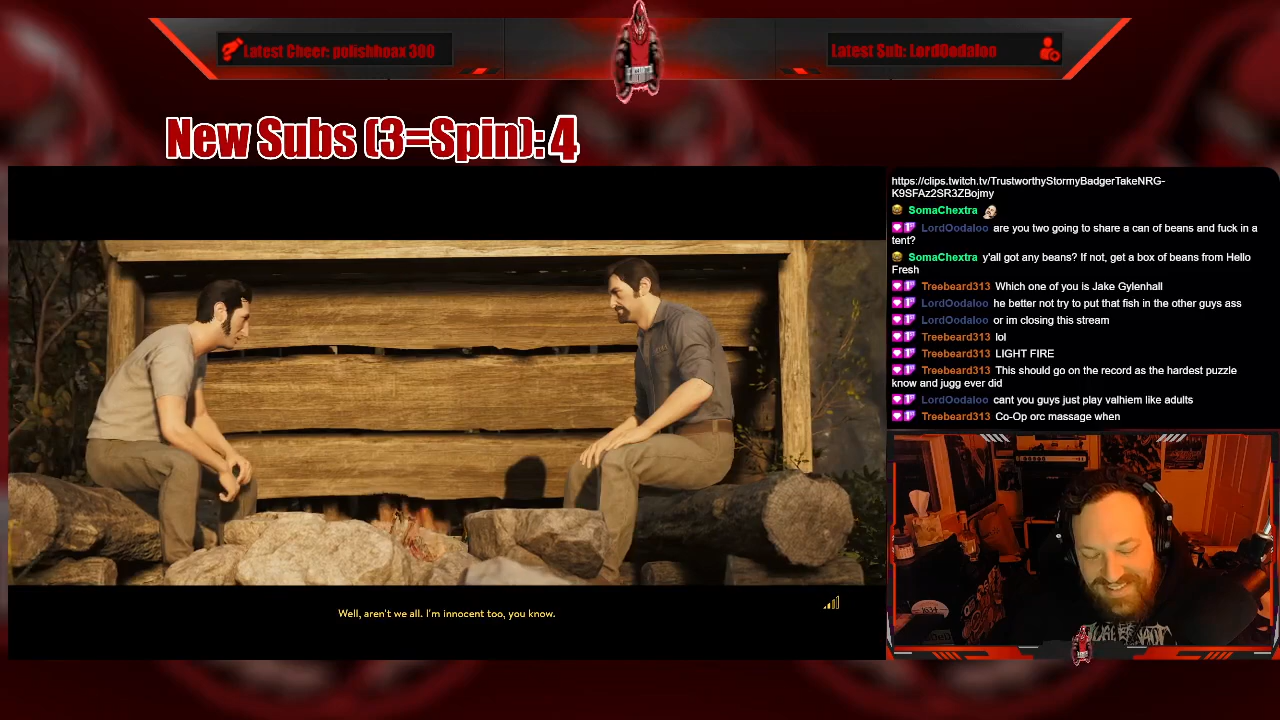 Latest Cheer: polishhoax 300
Latest Sub: LordOodaloo
New Subs (3=Spin): 4
https://clips.twitch.tv/TrustworthyStormyBadgerTakeNRG-
K9SFAz2SR3ZBojmy
SomaChextra
LordOodaloo are you two going to share a can of beans and fuck in a
tent?
SomaChextra y'all got any beans? If not, get a box of beans from Hello
Fresh
Treebeard313 Which one of you is Jake Gylenhall
LordOodaloo he better not try to put that fish in the other guys ass
LordOodaloo or im closing this stream
Treebeard313 lol
Treebeard313 LIGHT FIRE
Treebeard313 This should go on the record as the hardest puzzle
know and jugg ever did
LordOodaloo cant you guys just play valhiem like adults
Treebeard313 Co-Op orc massage when
Well, aren't we all. I'm innocent too, you know.